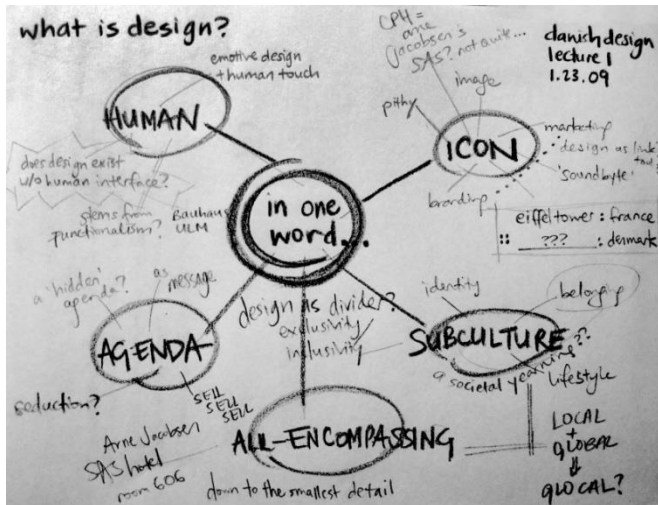 what is design?
danish design
lecture 1
1.23.09
CPH =
arne
jacobsen's
SAS? not quite...
emotive design
+ human touch
HUMAN
does design exist
w/o human interface?
stems from
functionalism?
Bauhaus
ULM
image
pithy
ICON
marketing
design as link
'soundbyte'
branding
eiffel tower : france
:: ??? : denmark
in one
word...
a 'hidden'
agenda?
as
message
AGENDA
seduction?
SELL
SELL
SELL
design as divider?
exclusivity
inclusivity
identity
belonging
SUBCULTURE
a societal yearning?
lifestyle
Arne Jacobsen
SAS hotel
room 606
ALL-ENCOMPASSING
down to the smallest detail
LOCAL
+
GLOBAL
⇓
GLOCAL?